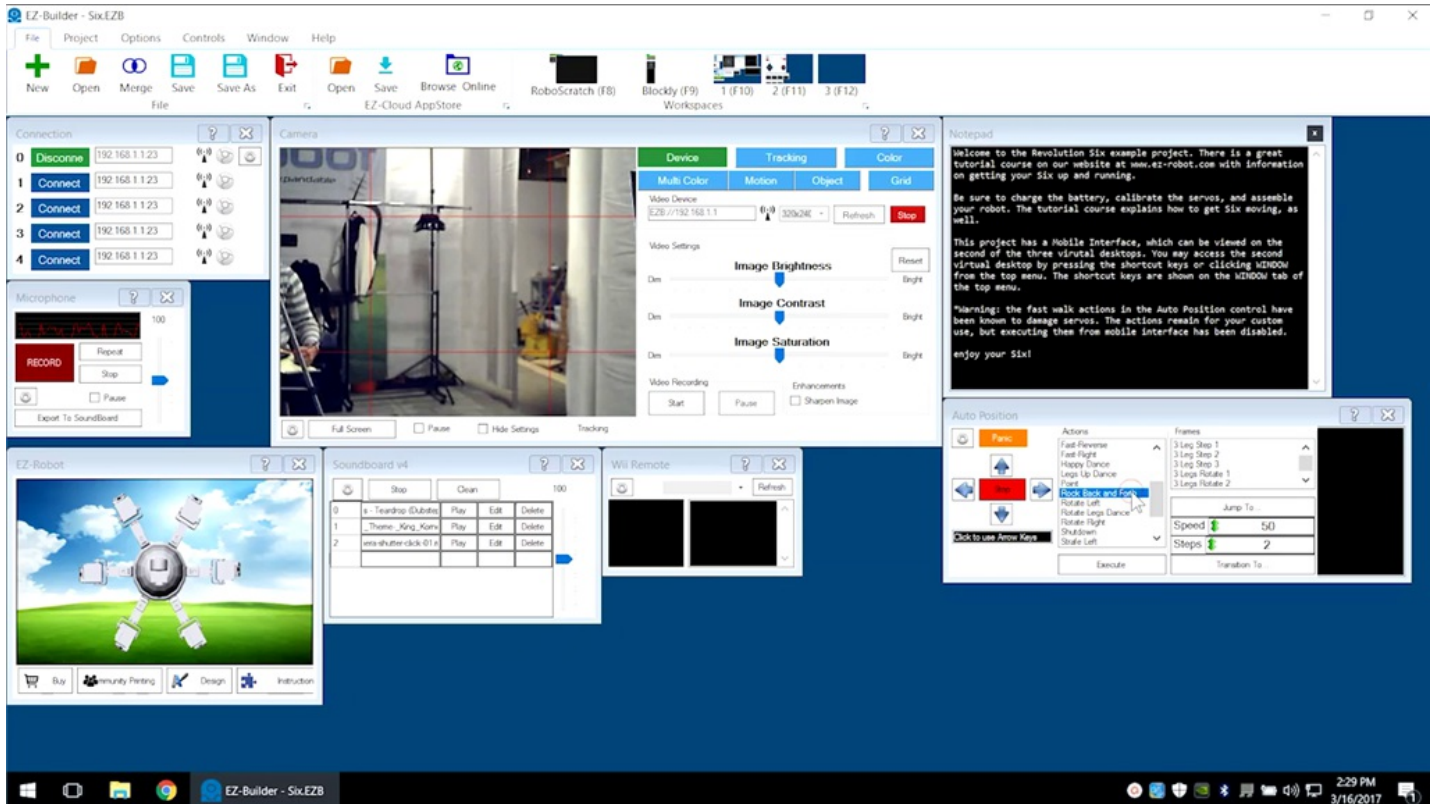 EZ-Builder - Six.EZB
File Project Options Controls Window Help
New Open Merge Save Save As Exit Open Save Browse Online RoboScratch (F8) Blockly (F9) 1 (F10) 2 (F11) 3 (F12)
File EZ-Cloud AppStore Workspaces
Connection
0 Disconne 192.168.1.1:23
1 Connect 192.168.1.1:23
2 Connect 192.168.1.1:23
3 Connect 192.168.1.1:23
4 Connect 192.168.1.1:23
Microphone
100
RECORD
Repeat
Stop
Pause
Export To SoundBoard
Camera
Device Tracking Color
Multi Color Motion Object Grid
Video Device
EZB://192.168.1.1 320x240 Refresh Stop
Video Settings
Reset
Image Brightness
Dim Bright
Image Contrast
Dim Bright
Image Saturation
Dim Bright
Video Recording
Enhancements
Start Pause Sharpen Image
Full Screen Pause Hide Settings Tracking
Notepad
Welcome to the Revolution Six example project. There is a great
tutorial course on our website at www.ez-robot.com with information
on getting your Six up and running.
Be sure to charge the battery, calibrate the servos, and assemble
your robot. The tutorial course explains how to get Six moving, as
well.
This project has a Mobile Interface, which can be viewed on the
second of the three virutal desktops. You may access the second
virtual desktop by pressing the shortcut keys or clicking WINDOW
from the top menu. The shortcut keys are shown on the WINDOW tab of
the top menu.
*Warning: the fast walk actions in the Auto Position control have
been known to damage servos. The actions remain for your custom
use, but executing them from mobile interface has been disabled.
enjoy your Six!
EZ-Robot
Buy mmunity Printing Design Instruction
Soundboard v4
Stop Clean 100
0 s - Teardrop (Dubste Play Edit Delete
1 _Theme-_King_Kom Play Edit Delete
2 era-shutter-click-01 Play Edit Delete
Wii Remote
Refresh
Auto Position
Panic
Stop
Click to use Arrow Keys
Actions
Fast-Reverse
Fast-Right
Happy Dance
Legs Up Dance
Point
Rock Back and Forth
Rotate Left
Rotate Legs Dance
Rotate Right
Shutdown
Strafe Left
Execute
Frames
3 Leg Step 1
3 Leg Step 2
3 Leg Step 3
3 Legs Rotate 1
3 Legs Rotate 2
Jump To...
Speed 50
Steps 2
Transition To...
EZ-Builder - Six.EZB
2:29 PM
3/16/2017